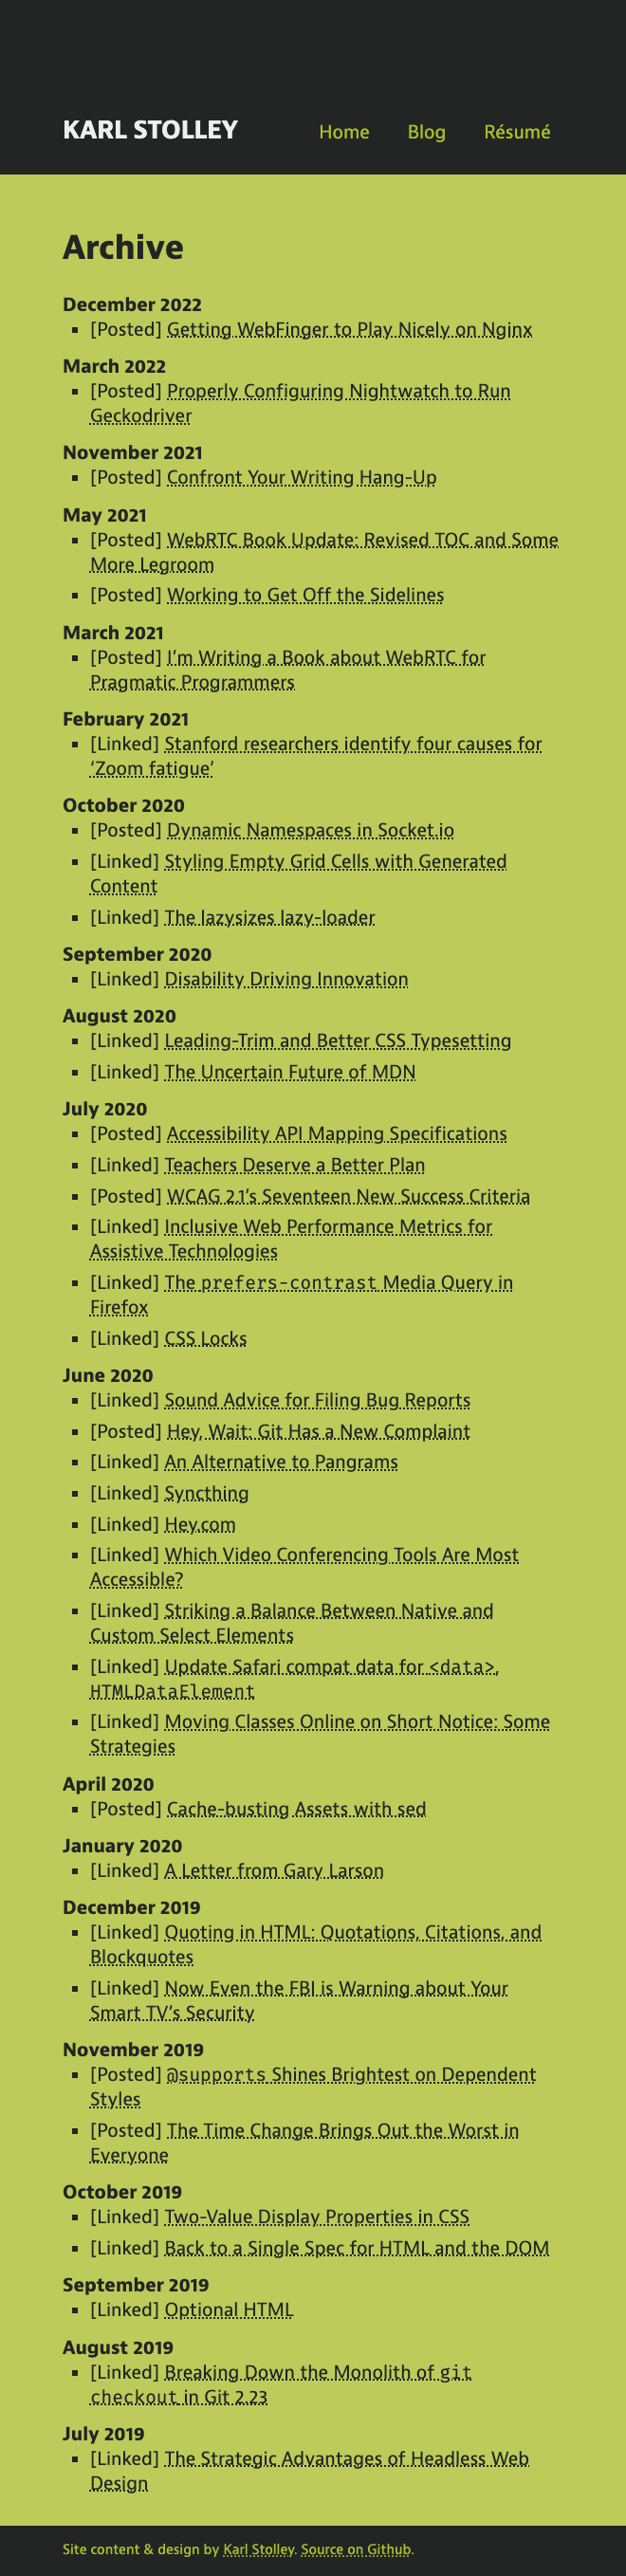 KARL STOLLEY
Home Blog Résumé
Archive
December 2022
[Posted] Getting WebFinger to Play Nicely on Nginx
March 2022
[Posted] Properly Configuring Nightwatch to Run
Geckodriver
November 2021
[Posted] Confront Your Writing Hang-Up
May 2021
[Posted] WebRTC Book Update: Revised TOC and Some
More Legroom
[Posted] Working to Get Off the Sidelines
March 2021
[Posted] I’m Writing a Book about WebRTC for
Pragmatic Programmers
February 2021
[Linked] Stanford researchers identify four causes for
‘Zoom fatigue’
October 2020
[Posted] Dynamic Namespaces in Socket.io
[Linked] Styling Empty Grid Cells with Generated
Content
[Linked] The lazysizes lazy-loader
September 2020
[Linked] Disability Driving Innovation
August 2020
[Linked] Leading-Trim and Better CSS Typesetting
[Linked] The Uncertain Future of MDN
July 2020
[Posted] Accessibility API Mapping Specifications
[Linked] Teachers Deserve a Better Plan
[Posted] WCAG 2.1’s Seventeen New Success Criteria
[Linked] Inclusive Web Performance Metrics for
Assistive Technologies
[Linked] The prefers-contrast Media Query in
Firefox
[Linked] CSS Locks
June 2020
[Linked] Sound Advice for Filing Bug Reports
[Posted] Hey, Wait: Git Has a New Complaint
[Linked] An Alternative to Pangrams
[Linked] Syncthing
[Linked] Hey.com
[Linked] Which Video Conferencing Tools Are Most
Accessible?
[Linked] Striking a Balance Between Native and
Custom Select Elements
[Linked] Update Safari compat data for <data>,
HTMLDataElement
[Linked] Moving Classes Online on Short Notice: Some
Strategies
April 2020
[Posted] Cache-busting Assets with sed
January 2020
[Linked] A Letter from Gary Larson
December 2019
[Linked] Quoting in HTML: Quotations, Citations, and
Blockquotes
[Linked] Now Even the FBI is Warning about Your
Smart TV’s Security
November 2019
[Posted] @supports Shines Brightest on Dependent
Styles
[Posted] The Time Change Brings Out the Worst in
Everyone
October 2019
[Linked] Two-Value Display Properties in CSS
[Linked] Back to a Single Spec for HTML and the DOM
September 2019
[Linked] Optional HTML
August 2019
[Linked] Breaking Down the Monolith of git
checkout in Git 2.23
July 2019
[Linked] The Strategic Advantages of Headless Web
Design
Site content & design by Karl Stolley. Source on Github.